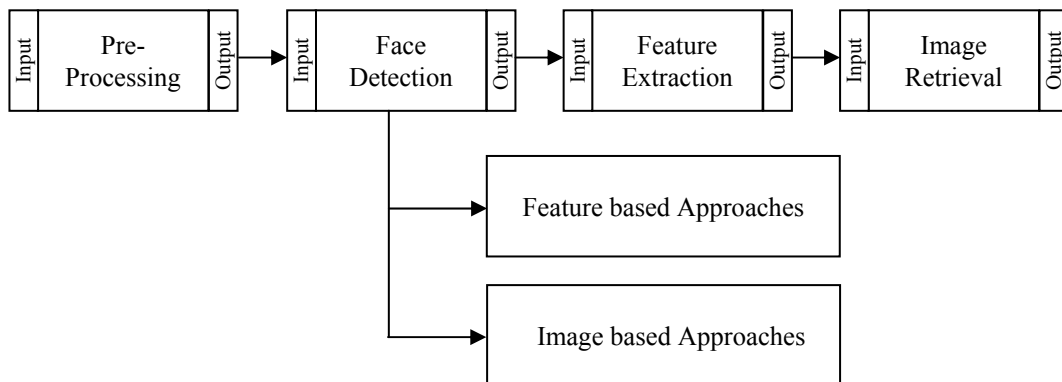 Input
Pre-
Processing
Output
Input
Face
Detection
Output
Input
Feature
Extraction
Output
Input
Image
Retrieval
Output
Feature based Approaches
Image based Approaches